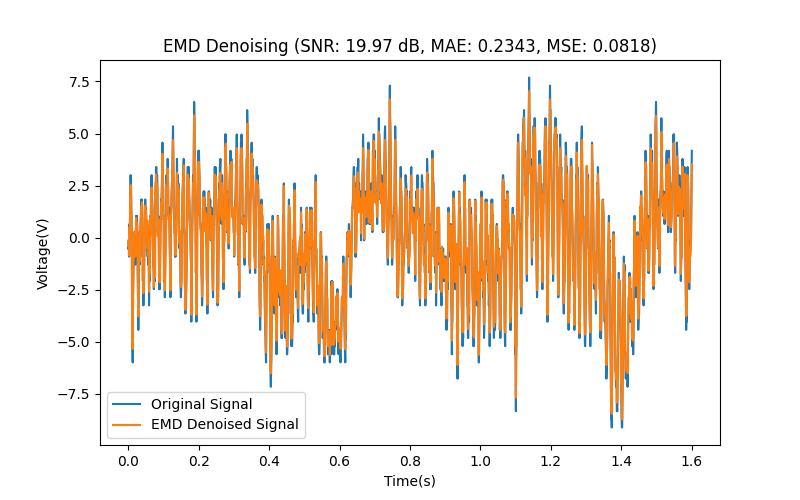 EMD Denoising (SNR: 19.97 dB, MAE: 0.2343, MSE: 0.0818)
7.5
5.0
2.5
0.0
−2.5
−5.0
−7.5
Voltage(V)
Original Signal
EMD Denoised Signal
0.0 0.2 0.4 0.6 0.8 1.0 1.2 1.4 1.6
Time(s)